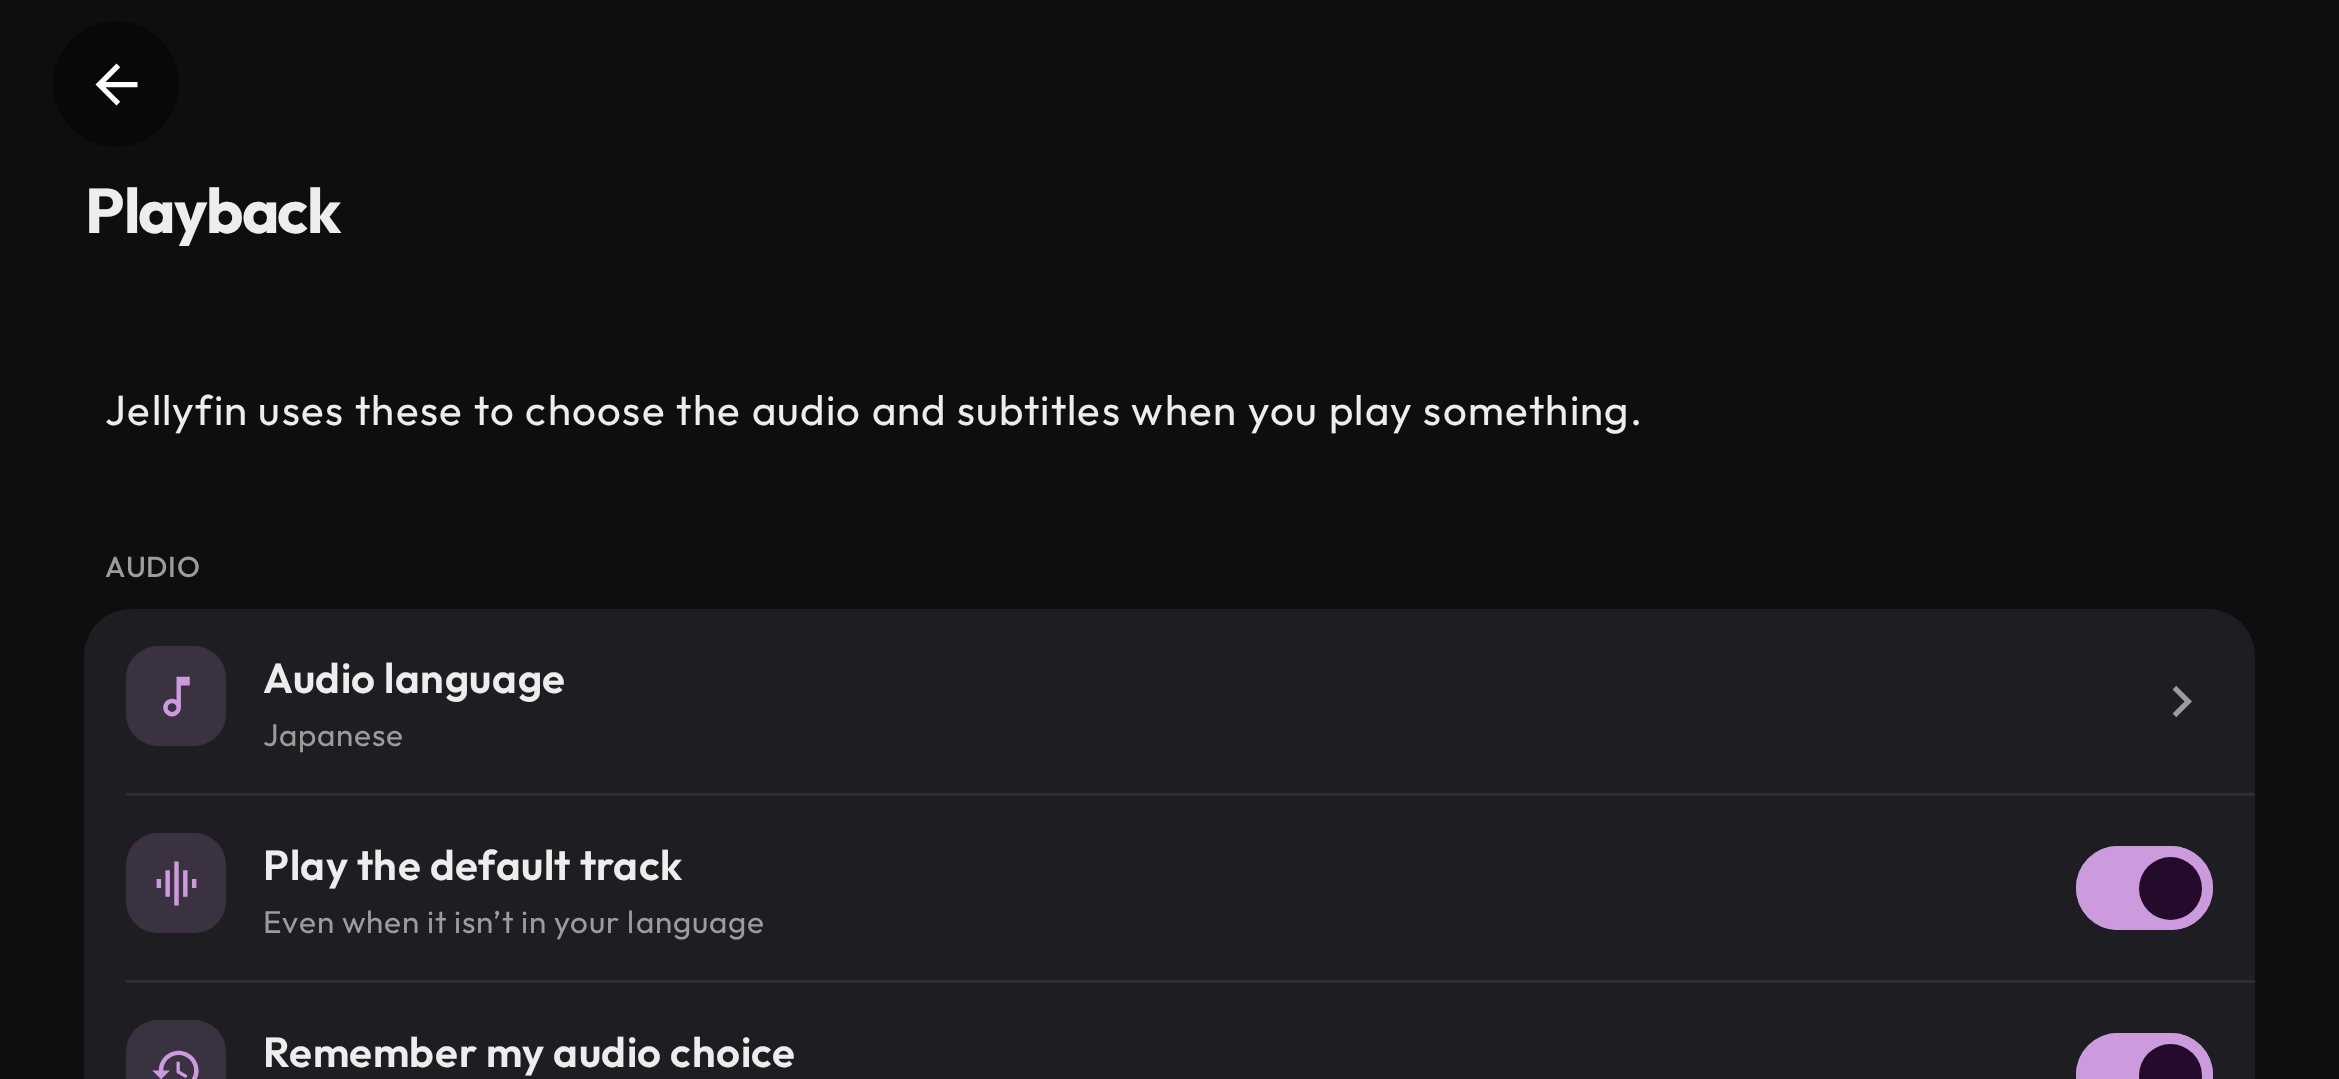 Playback
Jellyfin uses these to choose the audio and subtitles when you play something.
AUDIO
Audio language
Japanese
Play the default track
Even when it isn’t in your language
Remember my audio choice